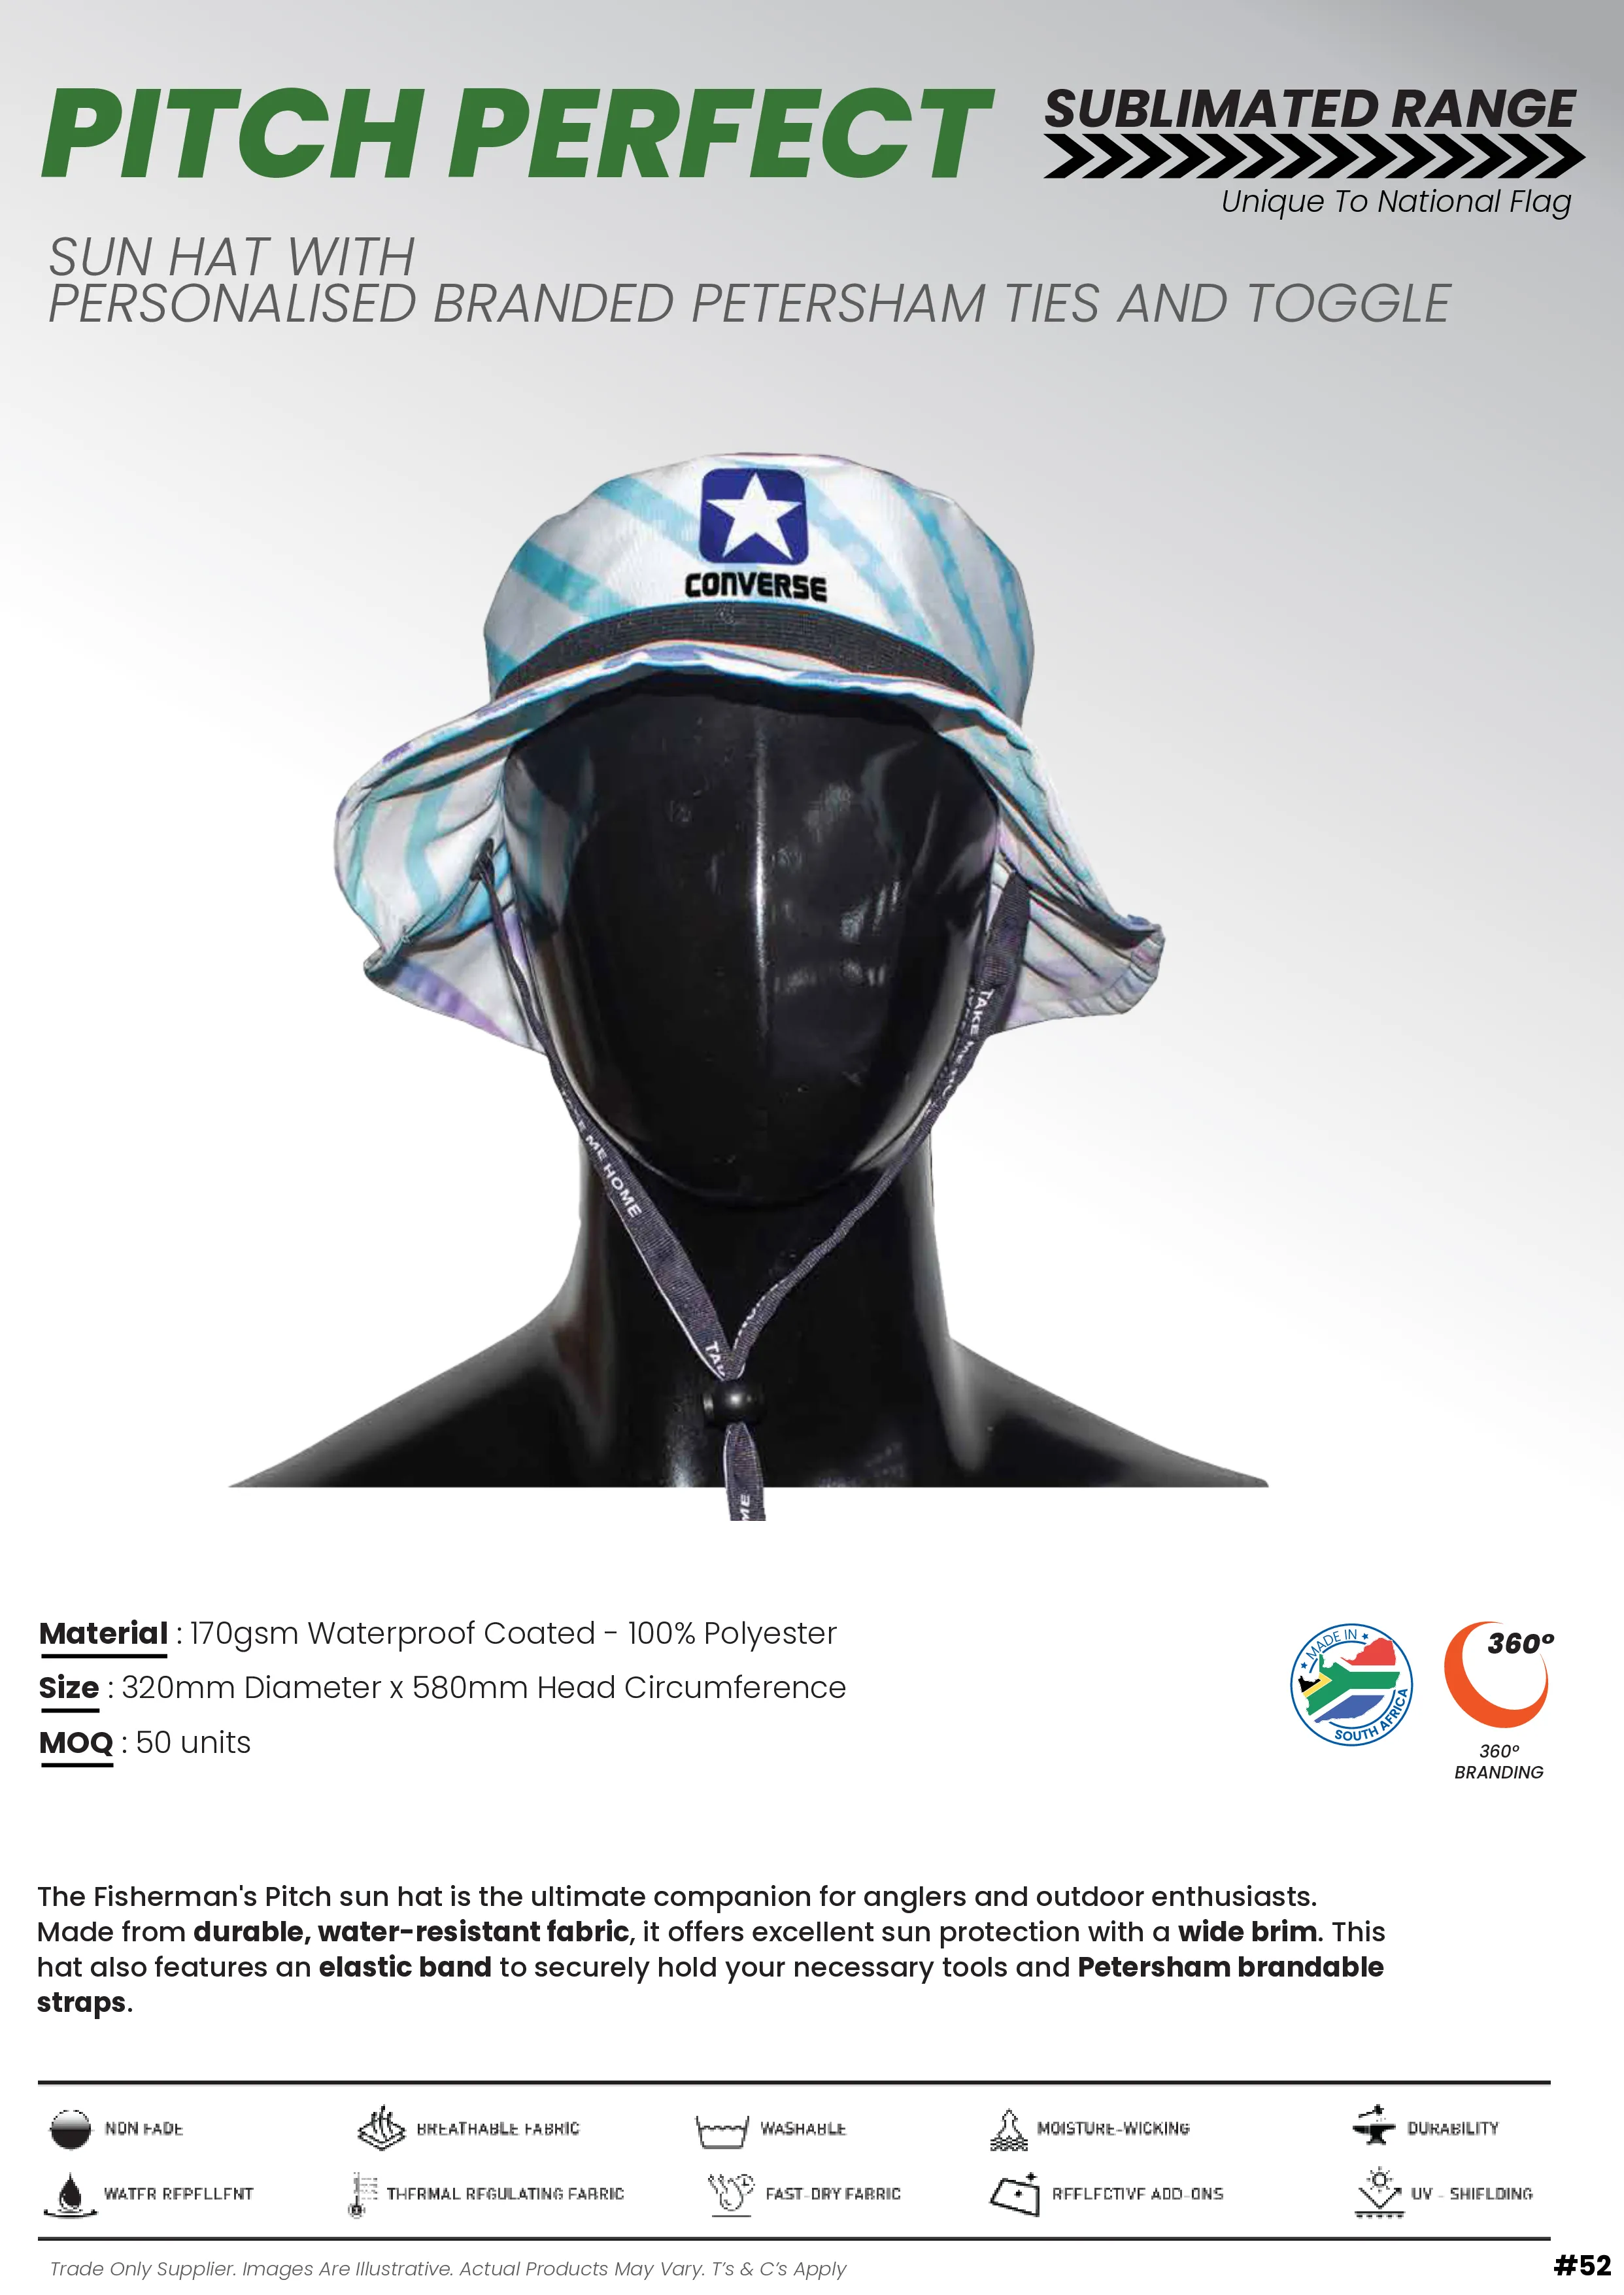 PITCH PERFECT
SUBLIMATED RANGE
Unique To National Flag
SUN HAT WITH
PERSONALISED BRANDED PETERSHAM TIES AND TOGGLE
CONVERSE
TAKE ME
ME HOME
ME
Material : 170gsm Waterproof Coated - 100% Polyester
Size : 320mm Diameter x 580mm Head Circumference
MOQ : 50 units
MADE IN
SOUTH AFRICA
360º
360º
BRANDING
The Fisherman's Pitch sun hat is the ultimate companion for anglers and outdoor enthusiasts.
Made from durable, water-resistant fabric, it offers excellent sun protection with a wide brim. This
hat also features an elastic band to securely hold your necessary tools and Petersham brandable
straps.
NON FADE
BREATHABLE FABRIC
WASHABLE
MOISTURE-WICKING
DURABILITY
WATER REPELLENT
THERMAL REGULATING FABRIC
FAST-DRY FABRIC
REFLECTIVE ADD-ONS
UV - SHIELDING
Trade Only Supplier. Images Are Illustrative. Actual Products May Vary. T's & C's Apply
#52